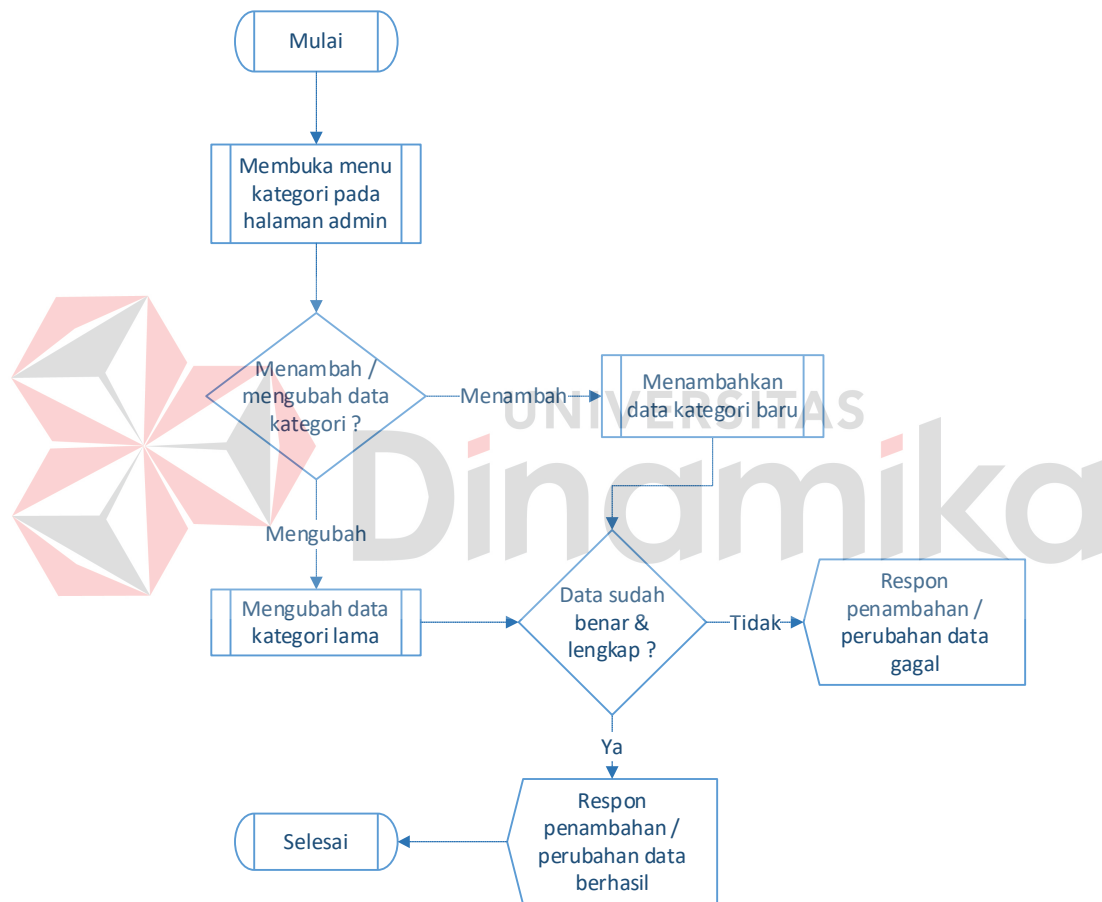 Mulai
Membuka menu
kategori pada
halaman admin
Menambah /
mengubah data
kategori ?
Menambah
Menambahkan
data kategori baru
UNIVERSITAS
Dinamika
Mengubah
Mengubah data
kategori lama
Data sudah
benar &
lengkap ?
Tidak
Respon
penambahan /
perubahan data
gagal
Ya
Respon
penambahan /
perubahan data
berhasil
Selesai